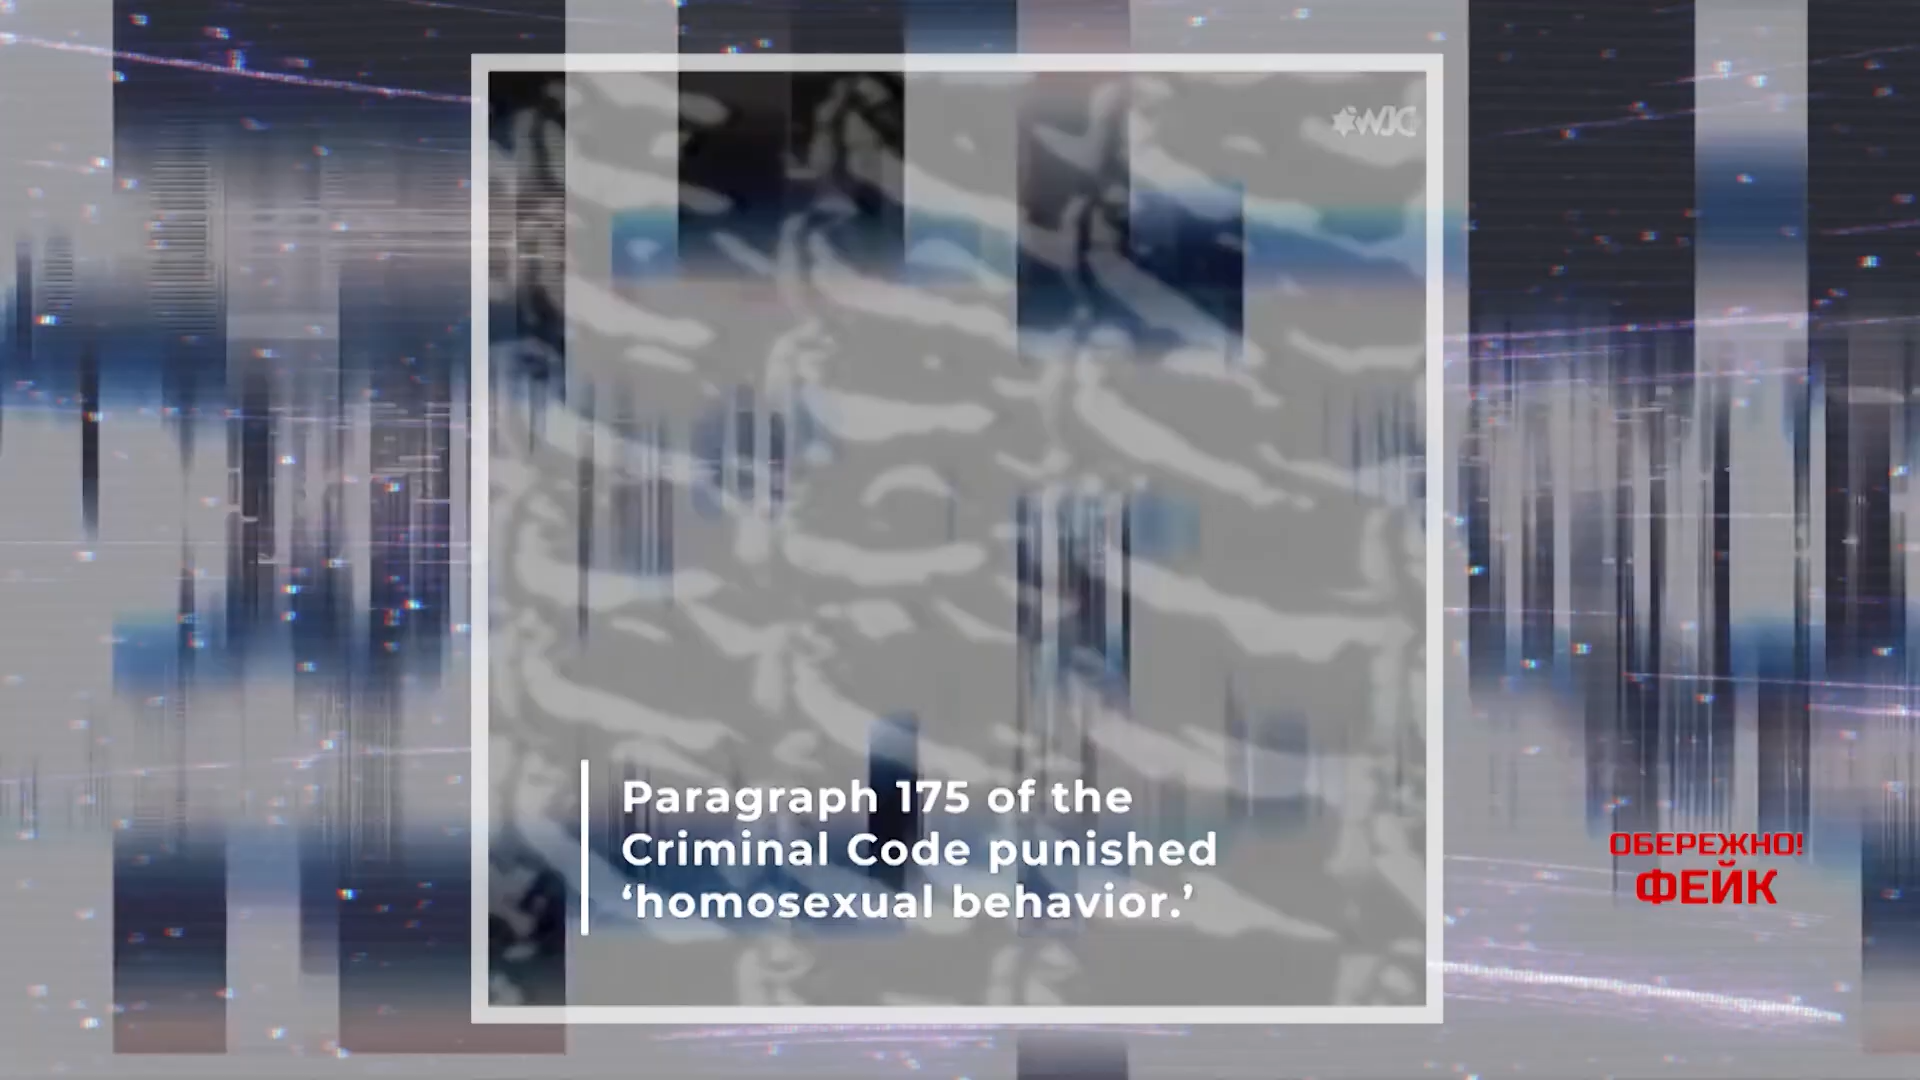 WJC
Paragraph 175 of the
Criminal Code punished
‘homosexual behavior.’
ОБЕРЕЖНО!
ФЕЙК